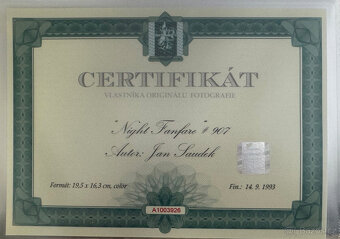 CERTIFIKÁT
VLASTNÍKA ORIGINÁLU FOTOGRAFIE
"Night Fanfare" # 907
Autor: Jan Saudek
Formát: 19,5 x 16,3 cm, color
Fin.: 14. 9. 1993
A1003926